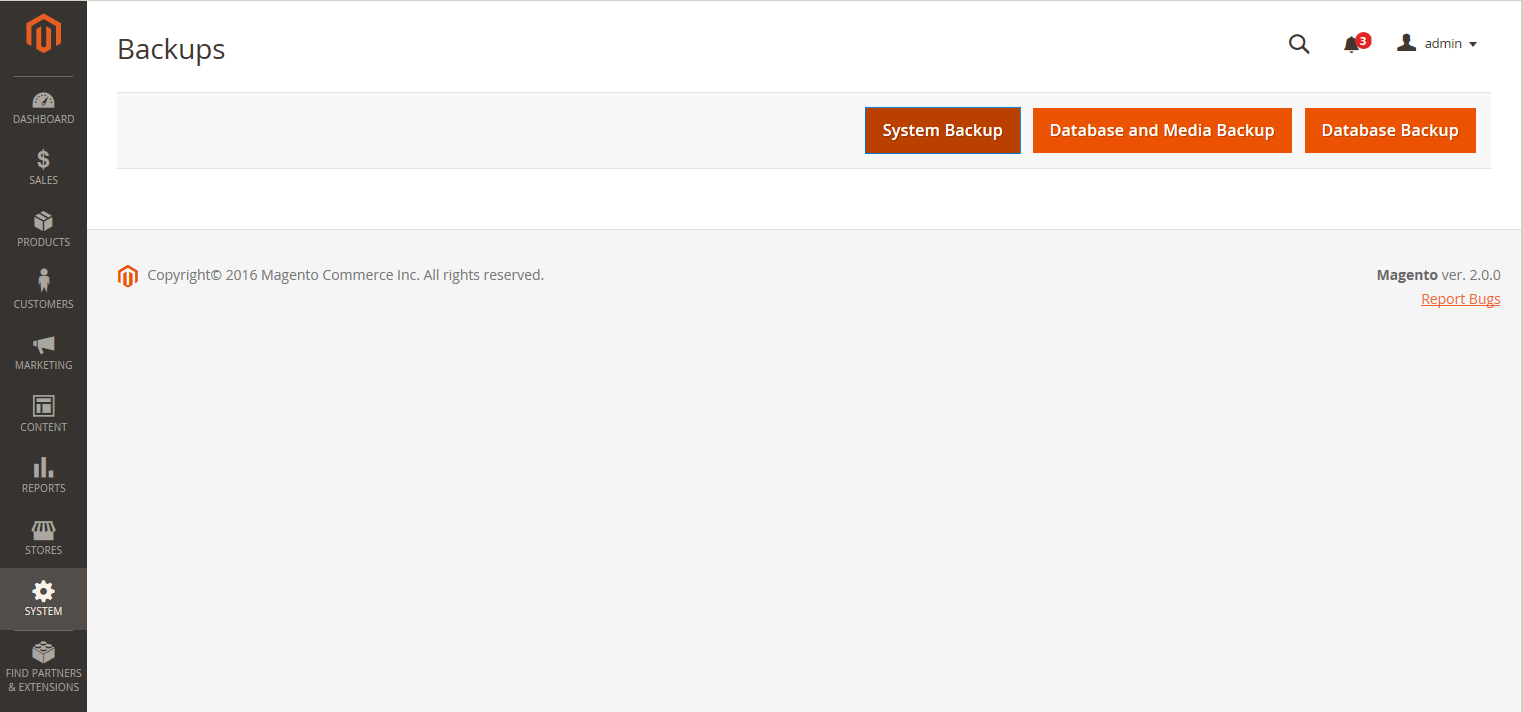 Backups
3
admin
System Backup
Database and Media Backup
Database Backup
DASHBOARD
$
SALES
PRODUCTS
CUSTOMERS
MARKETING
CONTENT
REPORTS
STORES
SYSTEM
FIND PARTNERS
& EXTENSIONS
Copyright© 2016 Magento Commerce Inc. All rights reserved.
Magento ver. 2.0.0
Report Bugs